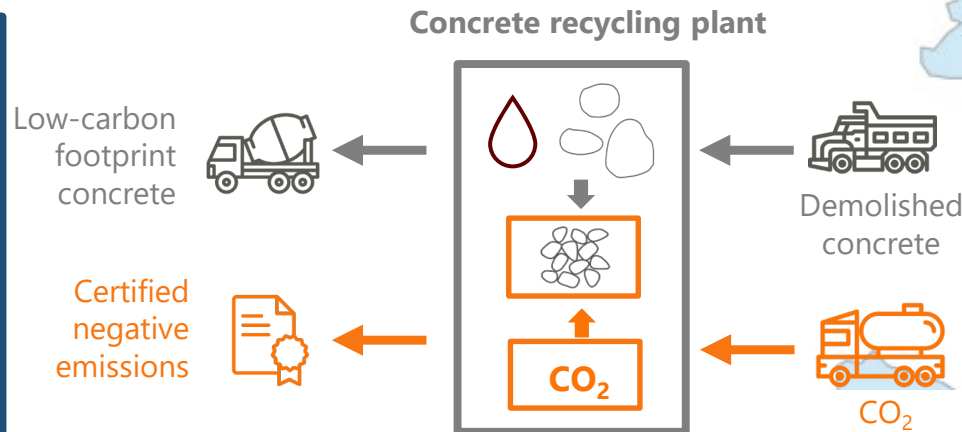 Concrete recycling plant
Low-carbon
footprint
concrete
Demolished
concrete
Certified
negative
emissions
CO₂
CO₂